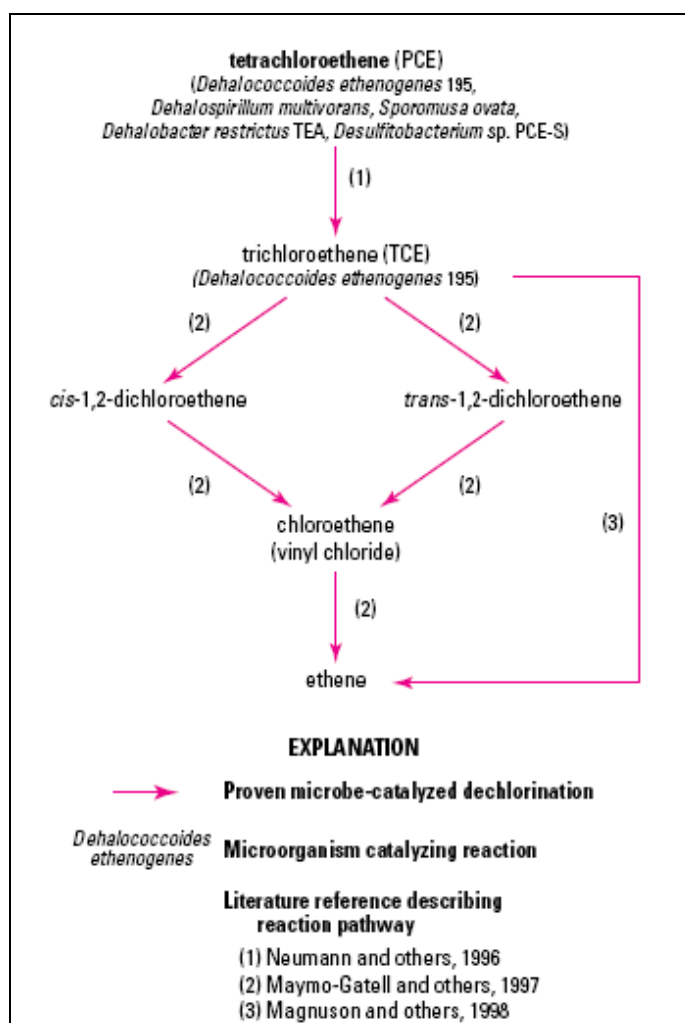 tetrachloroethene (PCE)
(Dehalococcoides ethenogenes 195,
Dehalospirillum multivorans, Sporomusa ovata,
Dehalobacter restrictus TEA, Desulfitobacterium sp. PCE-S)
(1)
trichloroethene (TCE)
(Dehalococcoides ethenogenes 195)
(2) (2)
cis-1,2-dichloroethene trans-1,2-dichloroethene
(2) (2)
(3)
chloroethene
(vinyl chloride)
(2)
ethene
EXPLANATION
Proven microbe-catalyzed dechlorination
Dehalococcoides
ethenogenes
Microorganism catalyzing reaction
Literature reference describing
reaction pathway
(1) Neumann and others, 1996
(2) Maymo-Gatell and others, 1997
(3) Magnuson and others, 1998